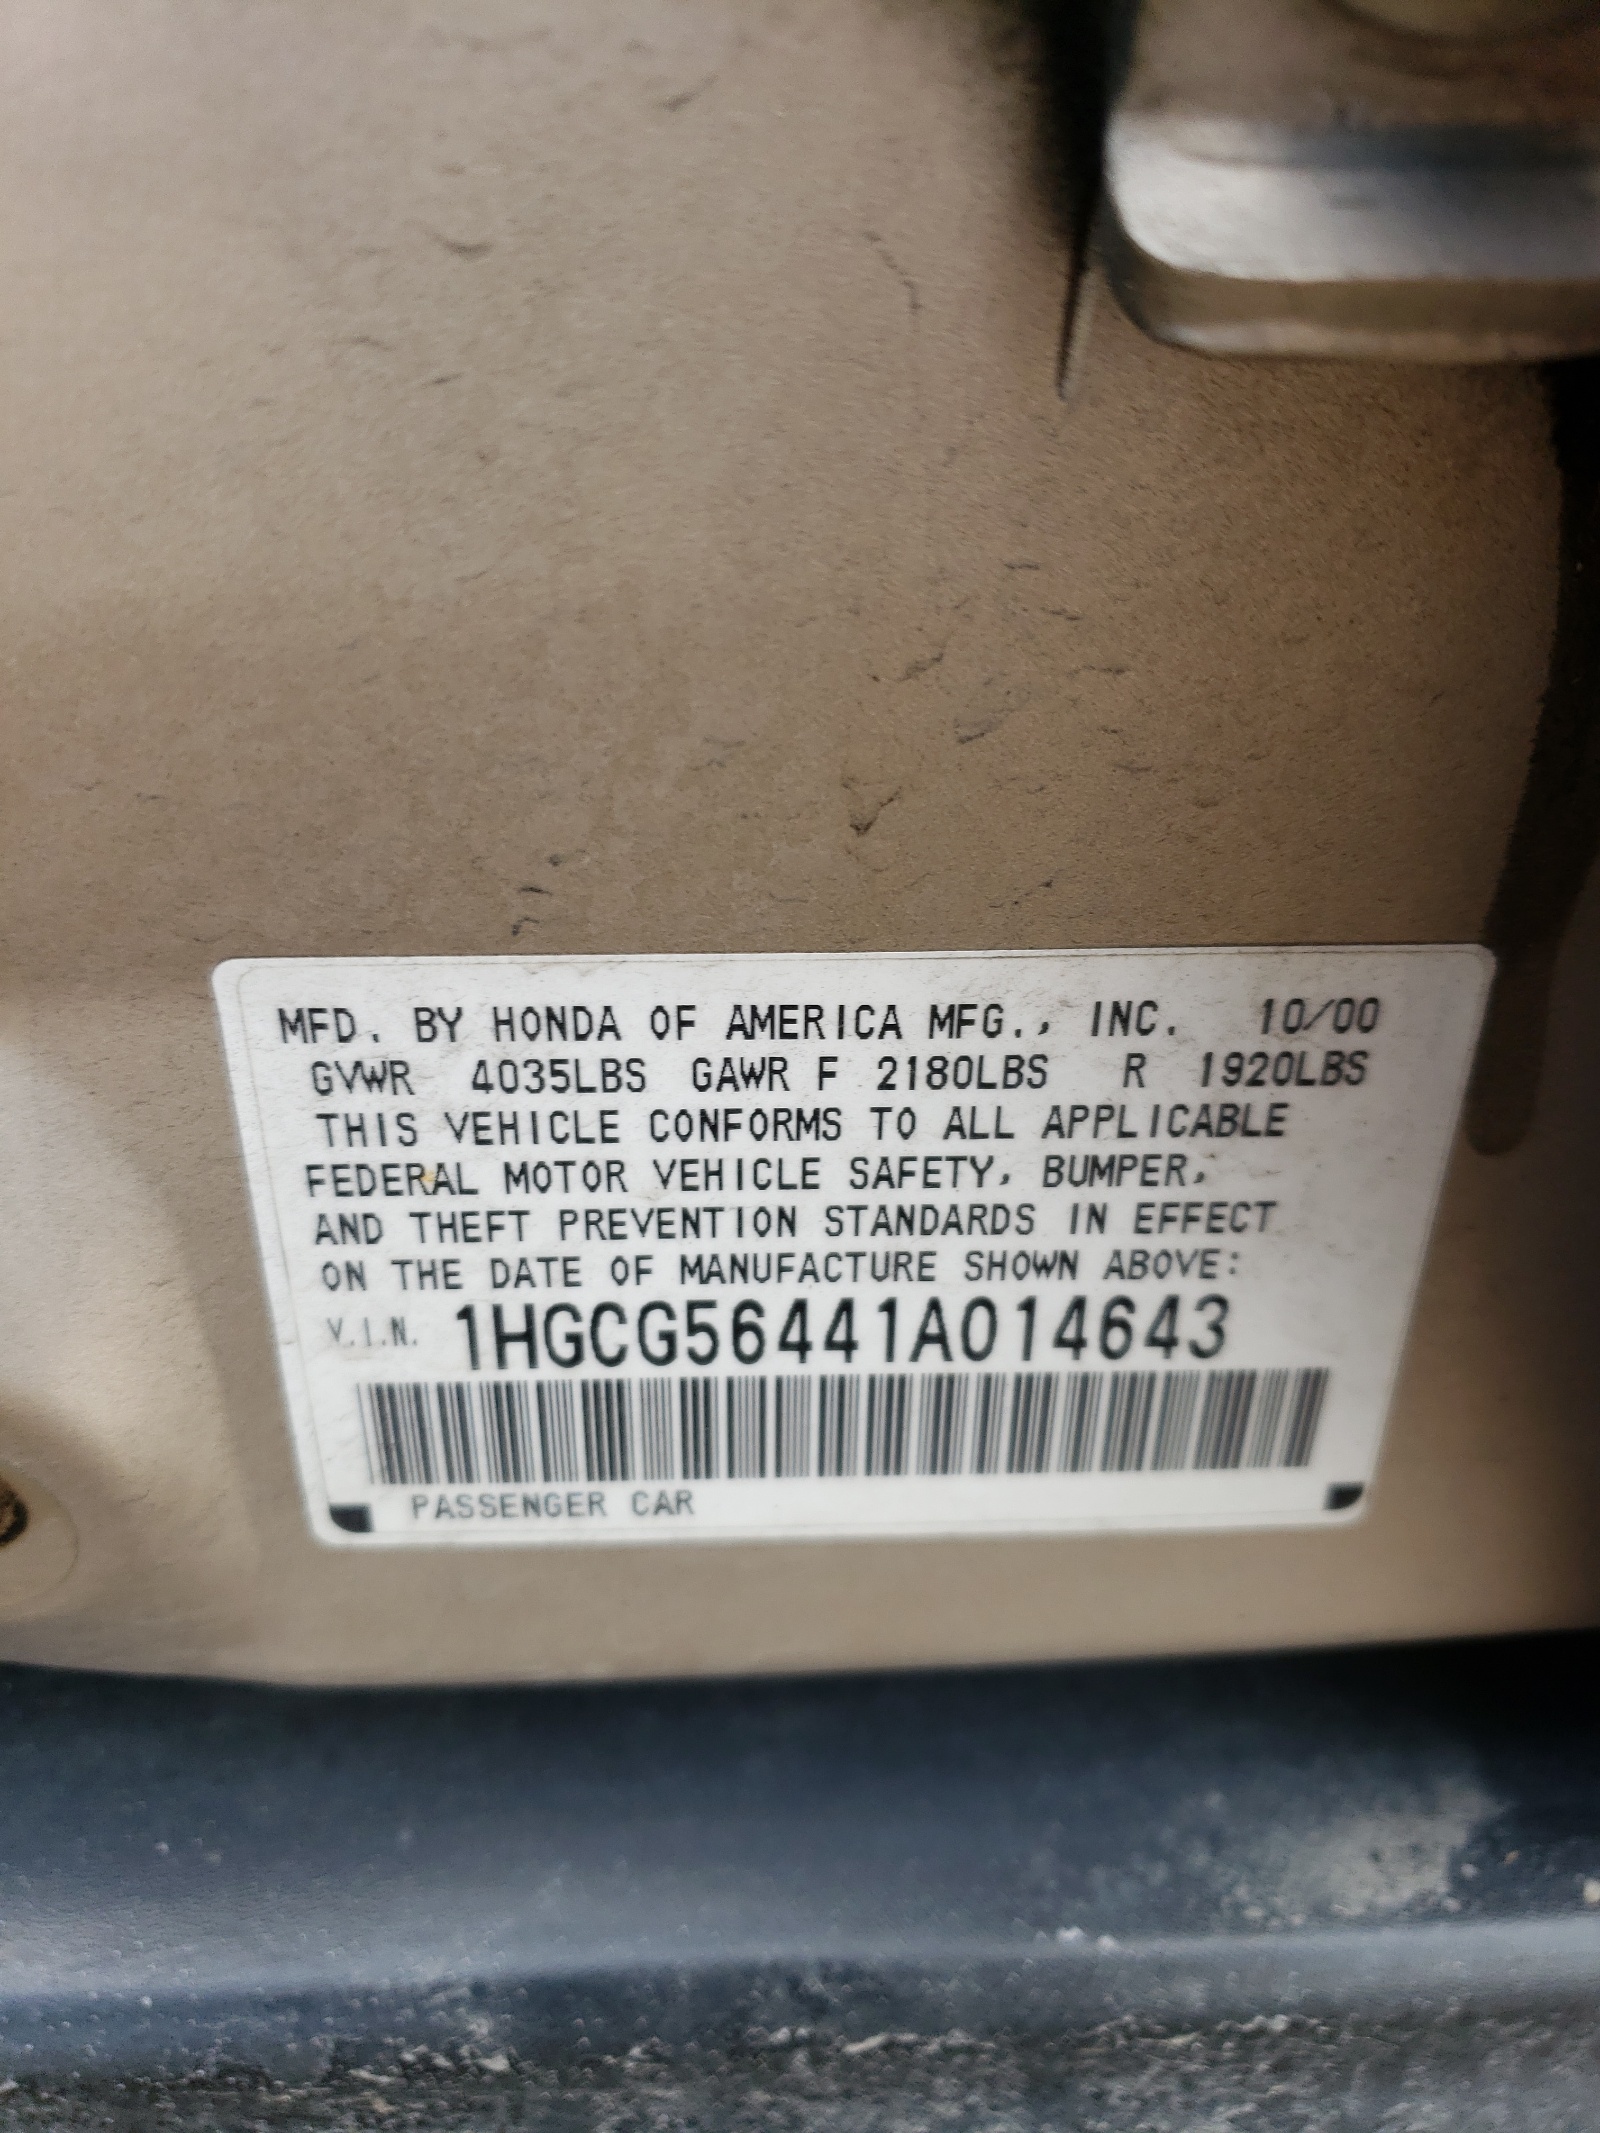 MFD. BY HONDA OF AMERICA MFG., INC. 10/00
GVWR 4035LBS GAWR F 2180LBS R 1920LBS
THIS VEHICLE CONFORMS TO ALL APPLICABLE
FEDERAL MOTOR VEHICLE SAFETY, BUMPER,
AND THEFT PREVENTION STANDARDS IN EFFECT
ON THE DATE OF MANUFACTURE SHOWN ABOVE:
V.I.N. 1HGCG56441A014643
PASSENGER CAR